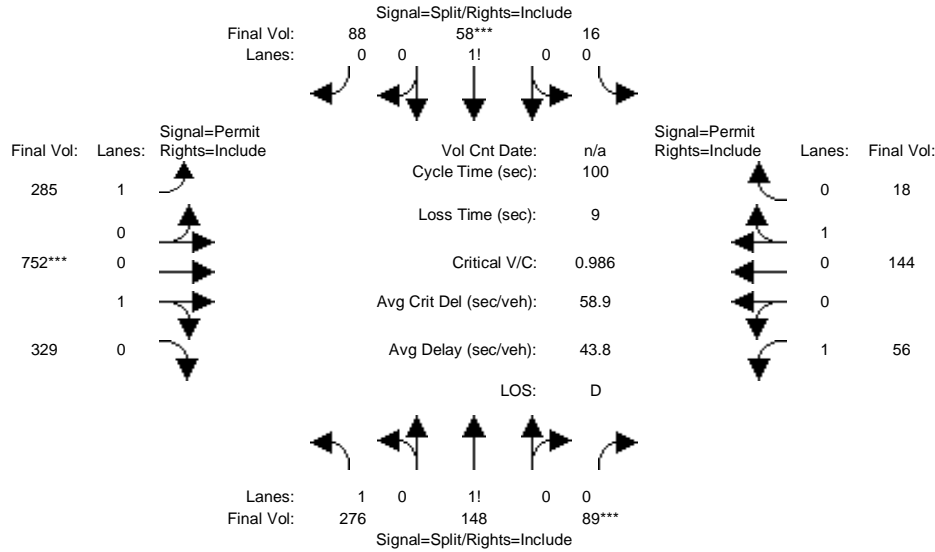 Signal=Split/Rights=Include
Final Vol: 88 58*** 16
Lanes: 0 0 1! 0 0
Signal=Permit Signal=Permit
Final Vol: Lanes: Rights=Include Vol Cnt Date: n/a Rights=Include Lanes: Final Vol:
Cycle Time (sec): 100
285 1 0 18
Loss Time (sec): 9
0 1
752*** 0 Critical V/C: 0.986 0 144
1 Avg Crit Del (sec/veh): 58.9 0
329 0 Avg Delay (sec/veh): 43.8 1 56
LOS: D
Lanes: 1 0 1! 0 0
Final Vol: 276 148 89***
Signal=Split/Rights=Include